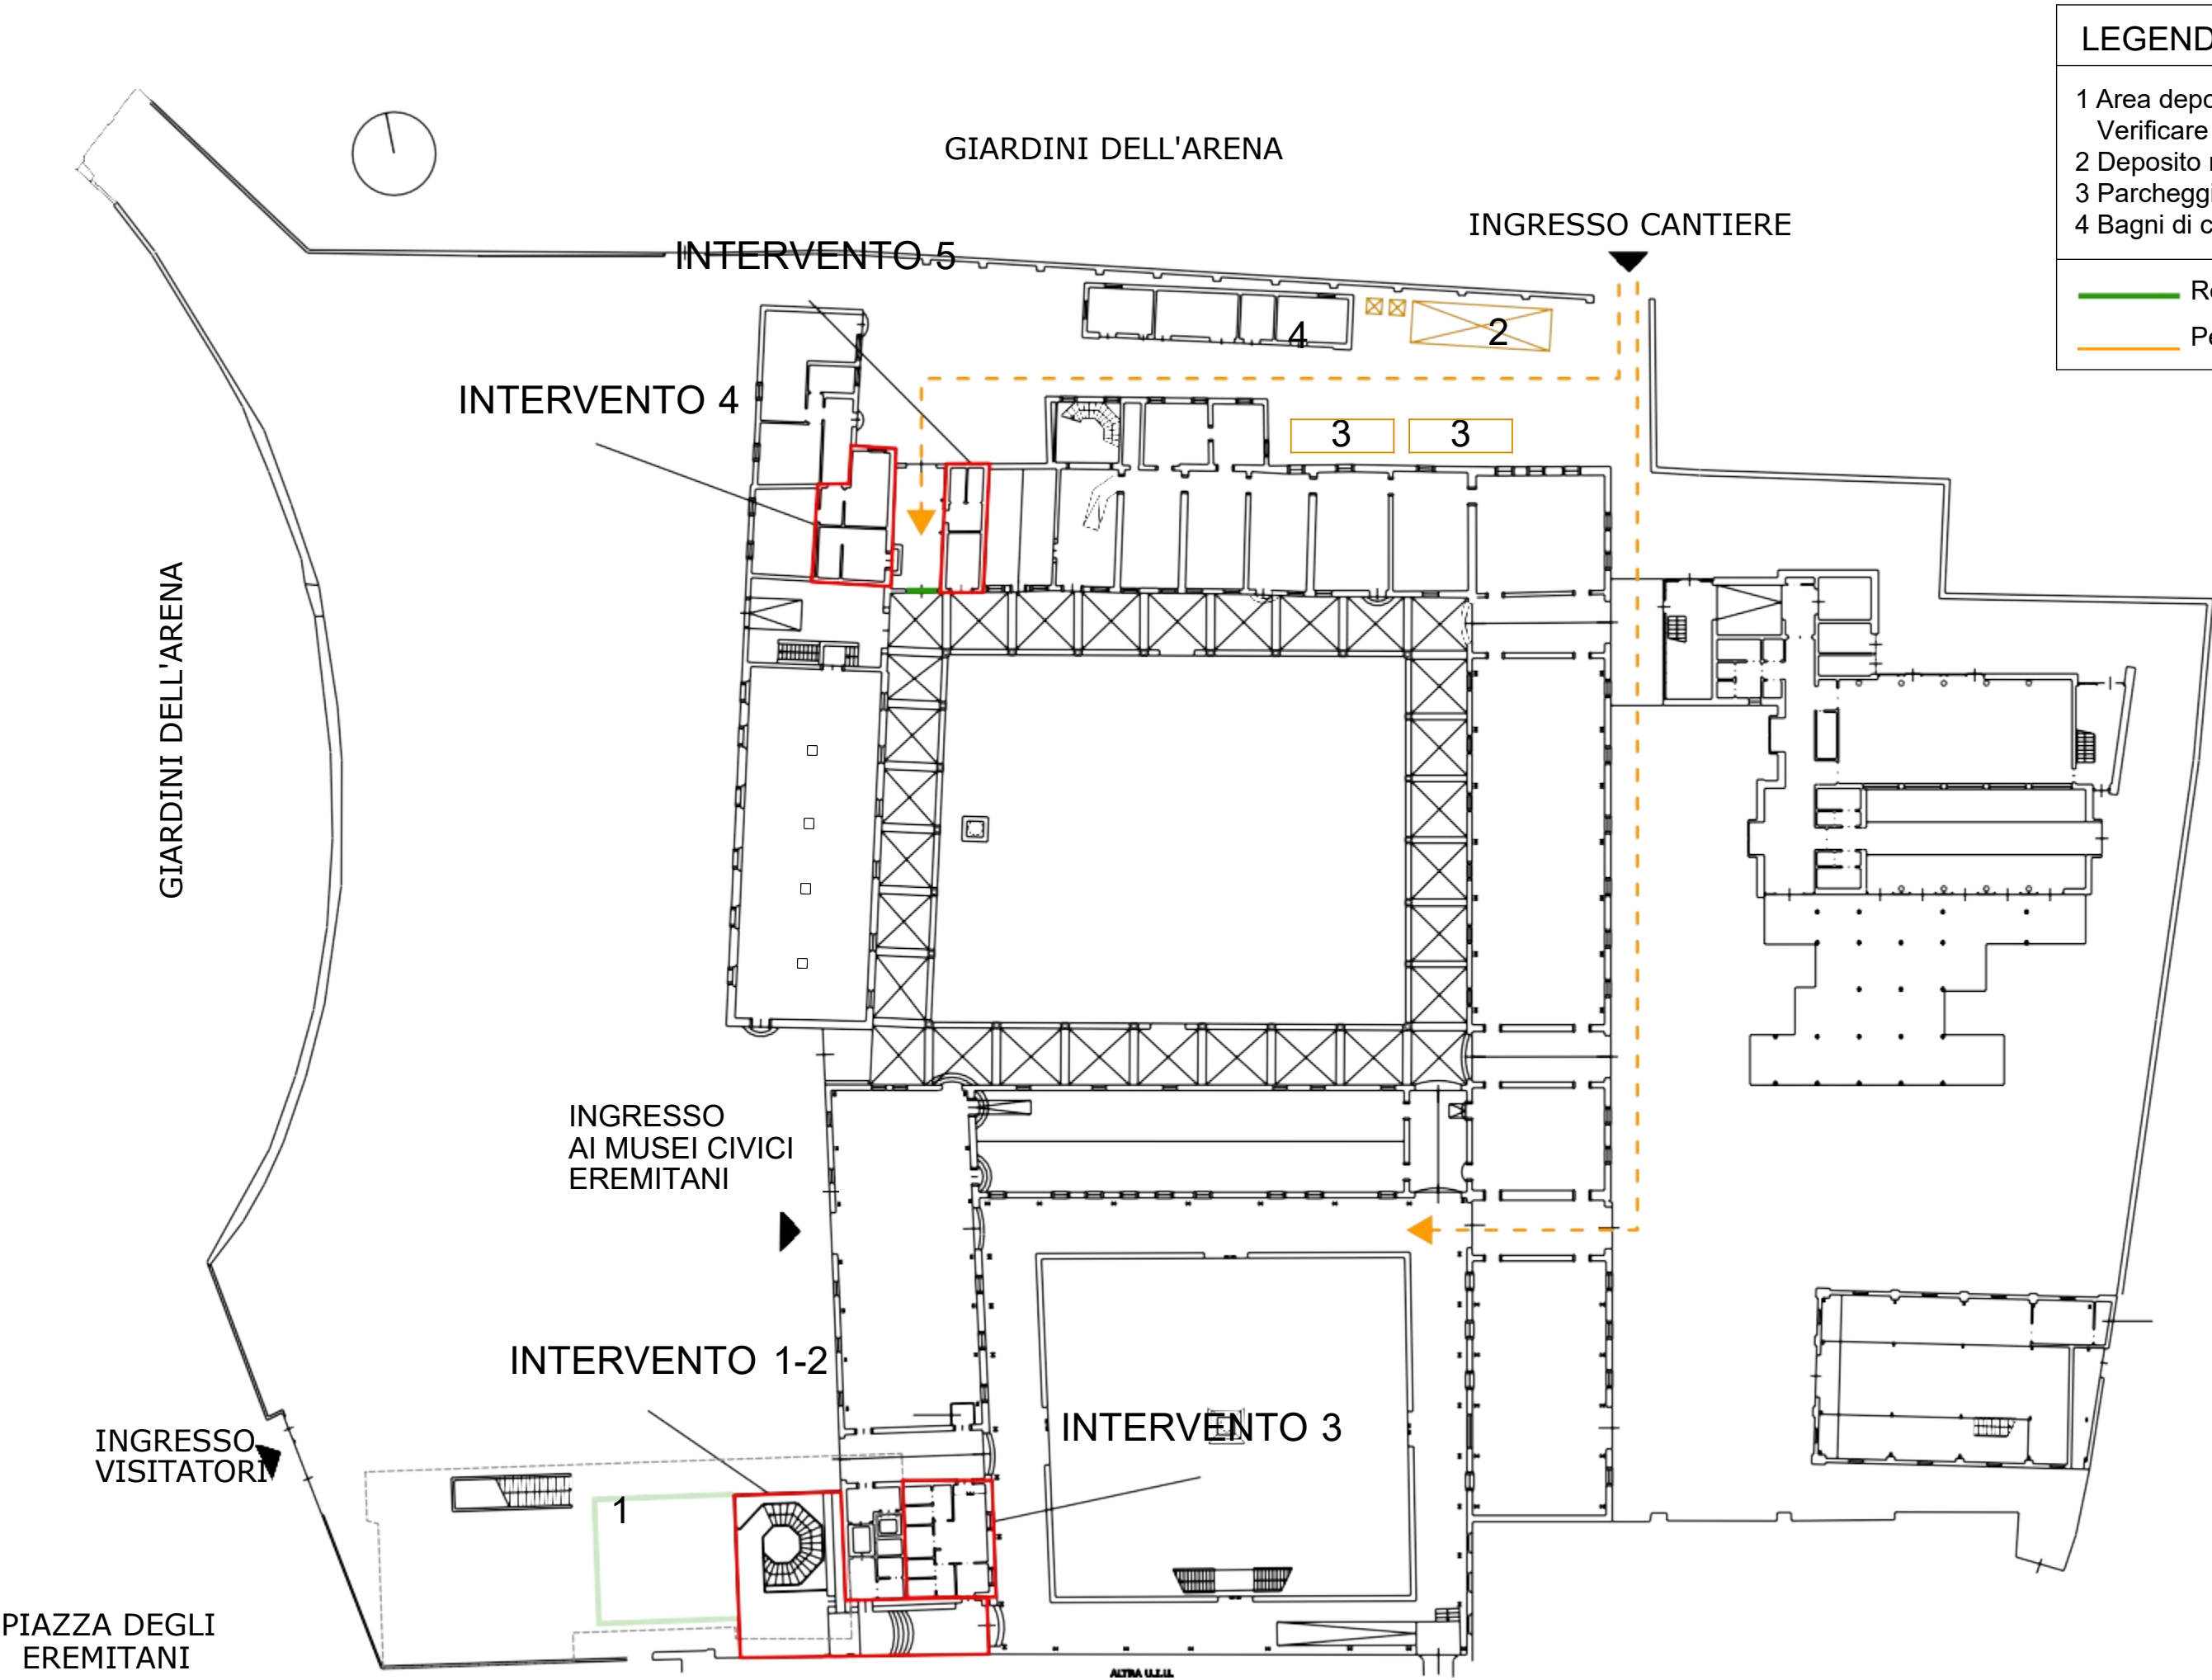 LEGEND
1 Area depo
Verificare
2 Deposito
3 Parcheggi
4 Bagni di c
GIARDINI DELL'ARENA
INGRESSO CANTIERE
INTERVENTO 5
4
2
INTERVENTO 4
3
3
GIARDINI DELL'ARENA
INGRESSO
AI MUSEI CIVICI
EREMITANI
INTERVENTO 1-2
INTERVENTO 3
INGRESSO
VISITATORI
1
PIAZZA DEGLI
EREMITANI
ALTRA U.I.U.